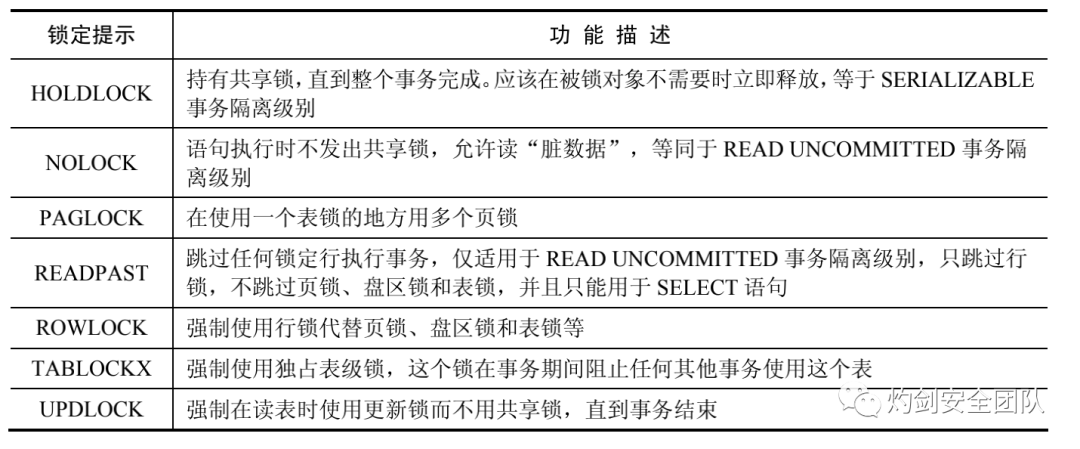 锁定提示 功 能 描 述
HOLDLOCK 持有共享锁，直到整个事务完成。应该在被锁对象不需要时立即释放，等于 SERIALIZABLE
事务隔离级别
NOLOCK 语句执行时不发出共享锁，允许读“脏数据”，等同于 READ UNCOMMITTED 事务隔
离级别
PAGLOCK 在使用一个表锁的地方用多个页锁
READPAST 跳过任何锁定行执行事务，仅适用于 READ UNCOMMITTED 事务隔离级别，只跳过行
锁，不跳过页锁、盘区锁和表锁，并且只能用于 SELECT 语句
ROWLOCK 强制使用行锁代替页锁、盘区锁和表锁等
TABLOCKX 强制使用独占表级锁，这个锁在事务期间阻止任何其他事务使用这个表
UPDLOCK 强制在读表时使用更新锁而不用共享锁，直到事务结束
灼剑安全团队